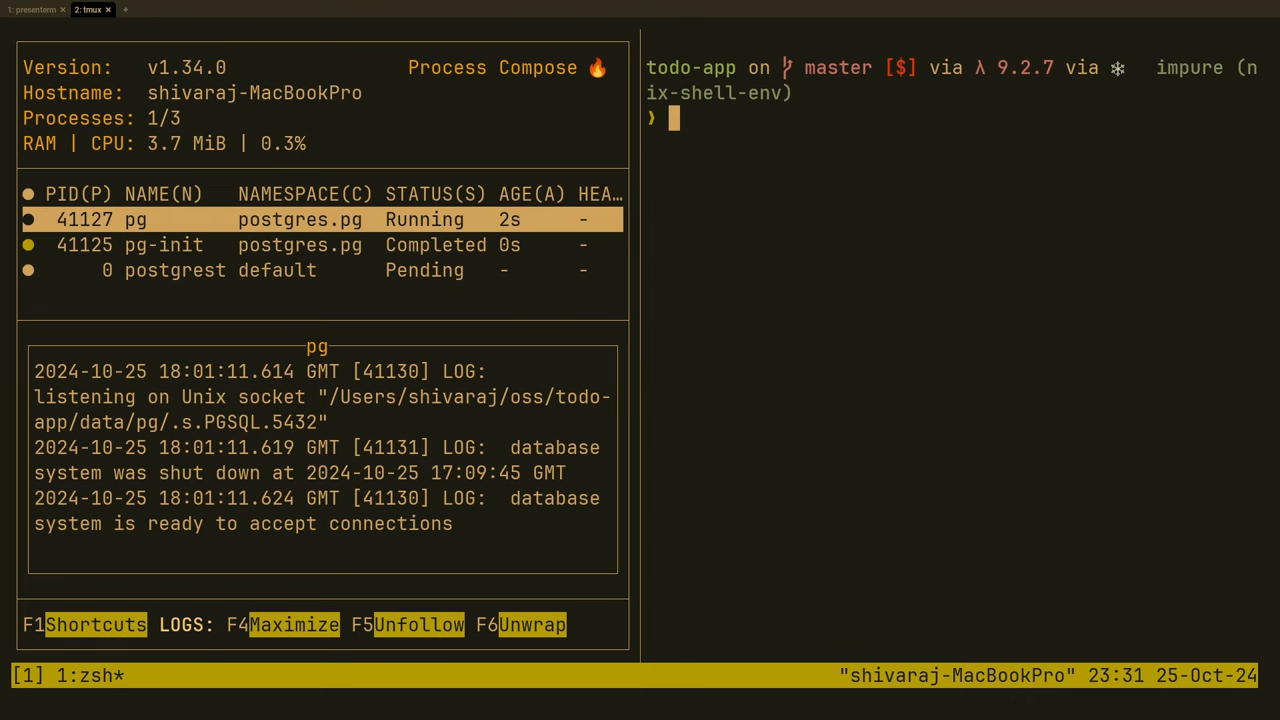 1: presenterm × 2: tmux × +
Version: v1.34.0 Process Compose 🔥
Hostname: shivaraj-MacBookPro
Processes: 1/3
RAM | CPU: 3.7 MiB | 0.3%
● PID(P) NAME(N) NAMESPACE(C) STATUS(S) AGE(A) HEA…
● 41127 pg postgres.pg Running 2s -
● 41125 pg-init postgres.pg Completed 0s -
● 0 postgrest default Pending - -
pg
2024-10-25 18:01:11.614 GMT [41130] LOG:
listening on Unix socket "/Users/shivaraj/oss/todo-
app/data/pg/.s.PGSQL.5432"
2024-10-25 18:01:11.619 GMT [41131] LOG: database
system was shut down at 2024-10-25 17:09:45 GMT
2024-10-25 18:01:11.624 GMT [41130] LOG: database
system is ready to accept connections
F1Shortcuts LOGS: F4Maximize F5Unfollow F6Unwrap
todo-app on master [$] via λ 9.2.7 via ❄ impure (n
ix-shell-env)
❯
[1] 1:zsh* "shivaraj-MacBookPro" 23:31 25-Oct-24